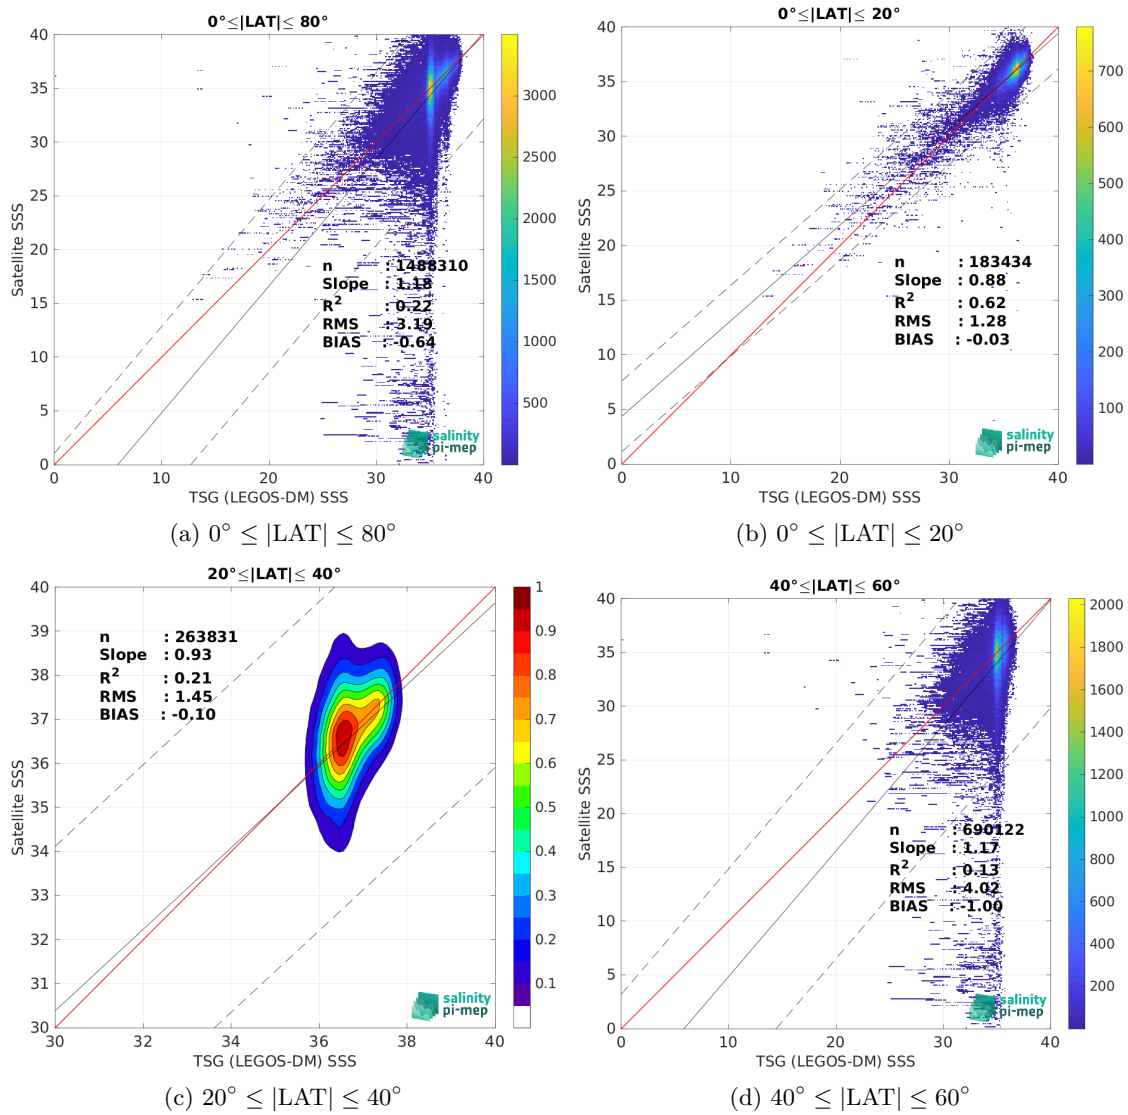 0°≤|LAT|≤ 80°
40
35
30
25
20
15
10
5
0
Satellite SSS
n : 1488310
Slope : 1.18
R2 : 0.22
RMS : 3.19
BIAS : -0.64
salinity
pi-mep
0 10 20 30 40
TSG (LEGOS-DM) SSS
3000
2500
2000
1500
1000
500
(a) 0° ≤ |LAT| ≤ 80°
0°≤|LAT|≤ 20°
40
35
30
25
20
15
10
5
0
Satellite SSS
n : 183434
Slope : 0.88
R2 : 0.62
RMS : 1.28
BIAS : -0.03
salinity
pi-mep
0 10 20 30 40
TSG (LEGOS-DM) SSS
700
600
500
400
300
200
100
(b) 0° ≤ |LAT| ≤ 20°
20°≤|LAT|≤ 40°
40
39
38
37
36
35
34
33
32
31
30
Satellite SSS
n : 263831
Slope : 0.93
R2 : 0.21
RMS : 1.45
BIAS : -0.10
salinity
pi-mep
30 32 34 36 38 40
TSG (LEGOS-DM) SSS
1
0.9
0.8
0.7
0.6
0.5
0.4
0.3
0.2
0.1
(c) 20° ≤ |LAT| ≤ 40°
40°≤|LAT|≤ 60°
40
35
30
25
20
15
10
5
0
Satellite SSS
n : 690122
Slope : 1.17
R2 : 0.13
RMS : 4.02
BIAS : -1.00
salinity
pi-mep
0 10 20 30 40
TSG (LEGOS-DM) SSS
2000
1800
1600
1400
1200
1000
800
600
400
200
(d) 40° ≤ |LAT| ≤ 60°